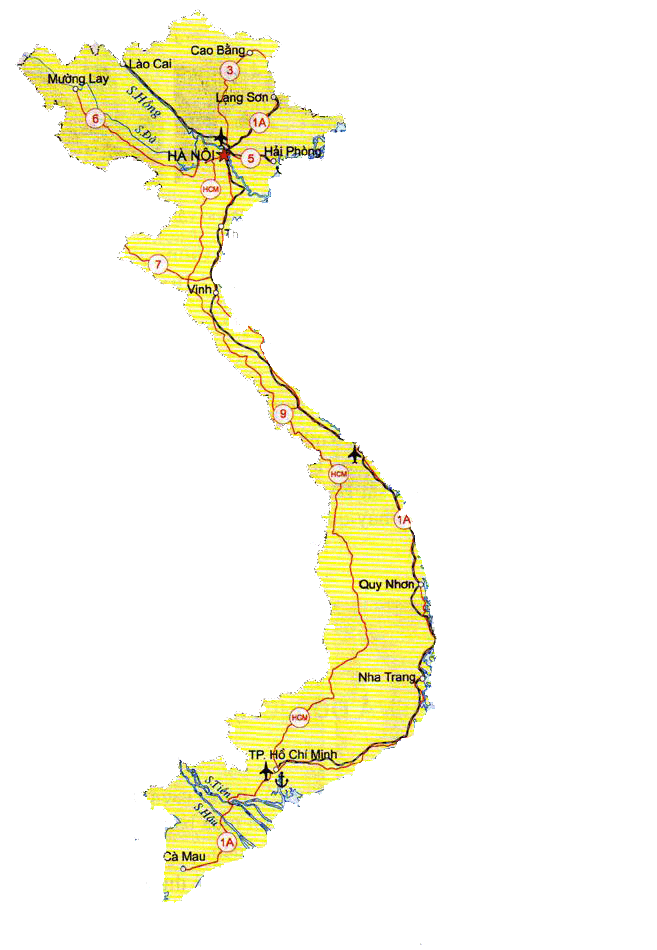 Cao Bằng
Lào Cai
3
Mường Lay
Lạng Sơn
S.Hồng
6
1A
S.Đà
HÀ NỘI
5
Hải Phòng
HCM
7
Vinh
9
HCM
1A
Quy Nhơn
Nha Trang
HCM
TP. Hồ Chí Minh
S.Tiền
S.Hậu
1A
Cà Mau